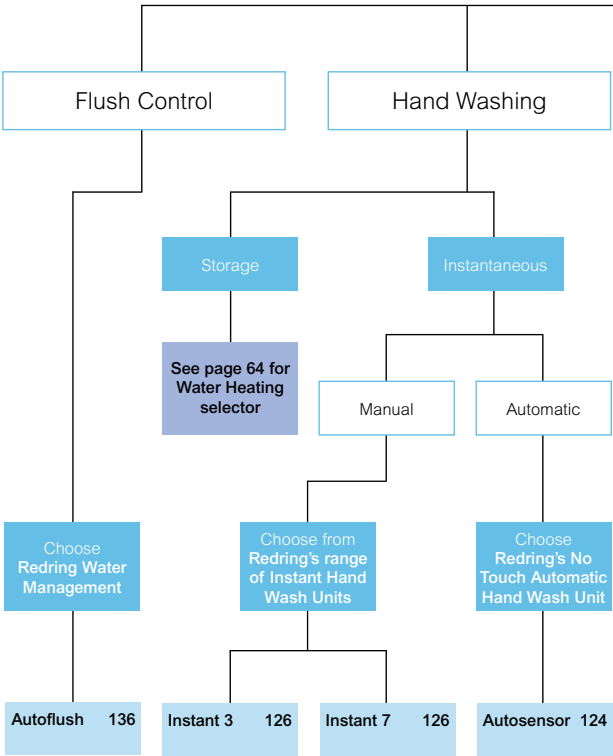 Flush Control
Hand Washing
Storage
Instantaneous
See page 64 for
Water Heating
selector
Manual
Automatic
Choose
Redring Water
Management
Choose from
Redring's range
of Instant Hand
Wash Units
Choose
Redring's No
Touch Automatic
Hand Wash Unit
Autoflush 136
Instant 3 126
Instant 7 126
Autosensor 124